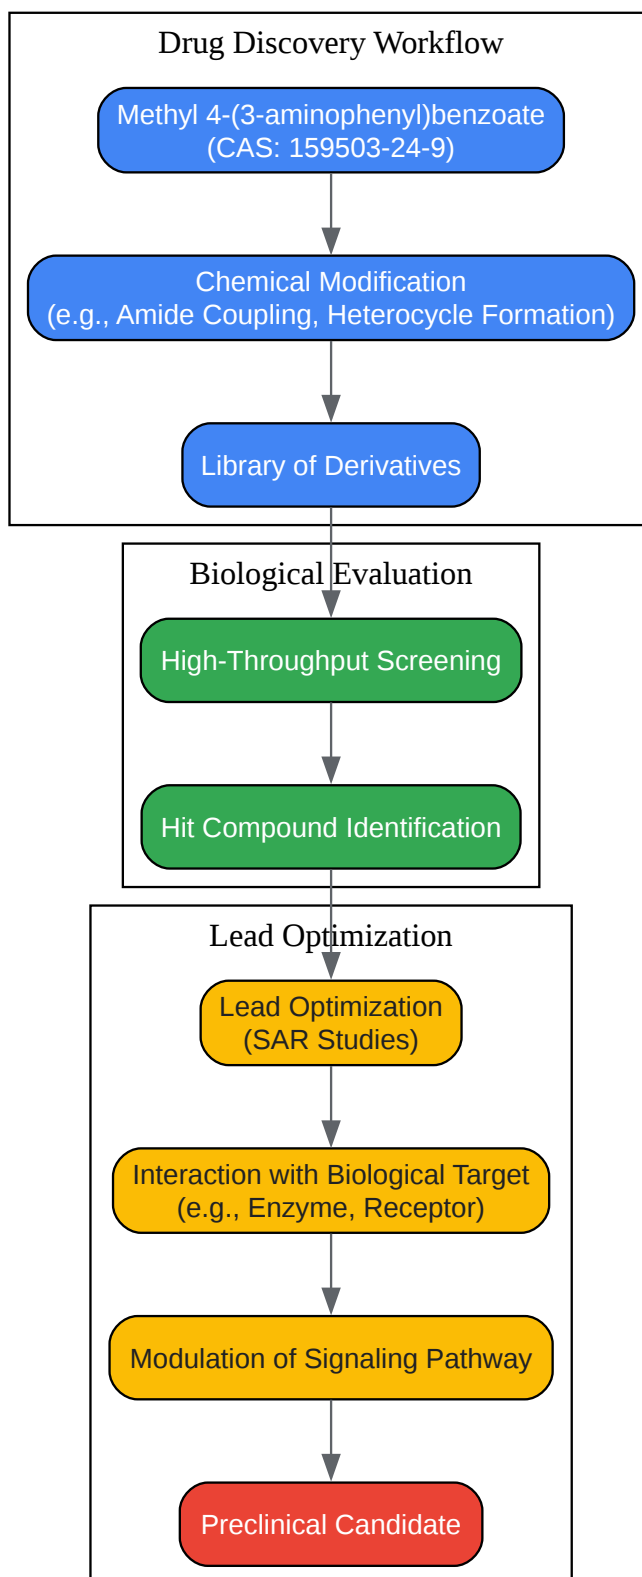 Drug Discovery Workflow
Methyl 4-(3-aminophenyl)benzoate
(CAS: 159503-24-9)
Chemical Modification
(e.g., Amide Coupling, Heterocycle Formation)
Library of Derivatives
Biological Evaluation
High-Throughput Screening
Hit Compound Identification
Lead Optimization
Lead Optimization
(SAR Studies)
Interaction with Biological Target
(e.g., Enzyme, Receptor)
Modulation of Signaling Pathway
Preclinical Candidate